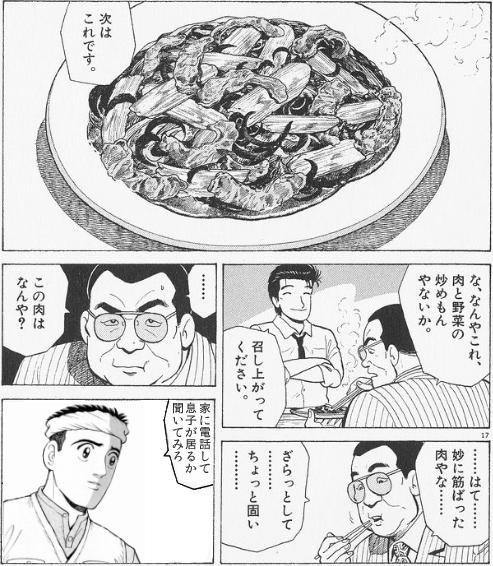 次は
これです。
な、なんやこれ、
肉と野菜の
炒めもん
やないか。
召し上がって
ください。
………
この肉は
なんや？
17
……はて……
妙に筋ばった
肉やな……
ざらっとして
…………
ちょっと固い
…………
家に電話して
息子が居るか
聞いてみろ